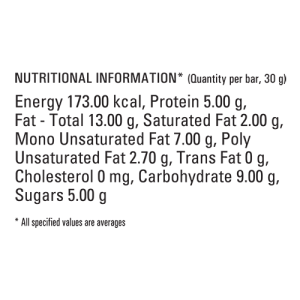 NUTRITIONAL INFORMATION* (Quantity per bar, 30 g)
Energy 173.00 kcal, Protein 5.00 g,
Fat - Total 13.00 g, Saturated Fat 2.00 g,
Mono Unsaturated Fat 7.00 g, Poly
Unsaturated Fat 2.70 g, Trans Fat 0 g,
Cholesterol 0 mg, Carbohydrate 9.00 g,
Sugars 5.00 g
* All specified values are averages